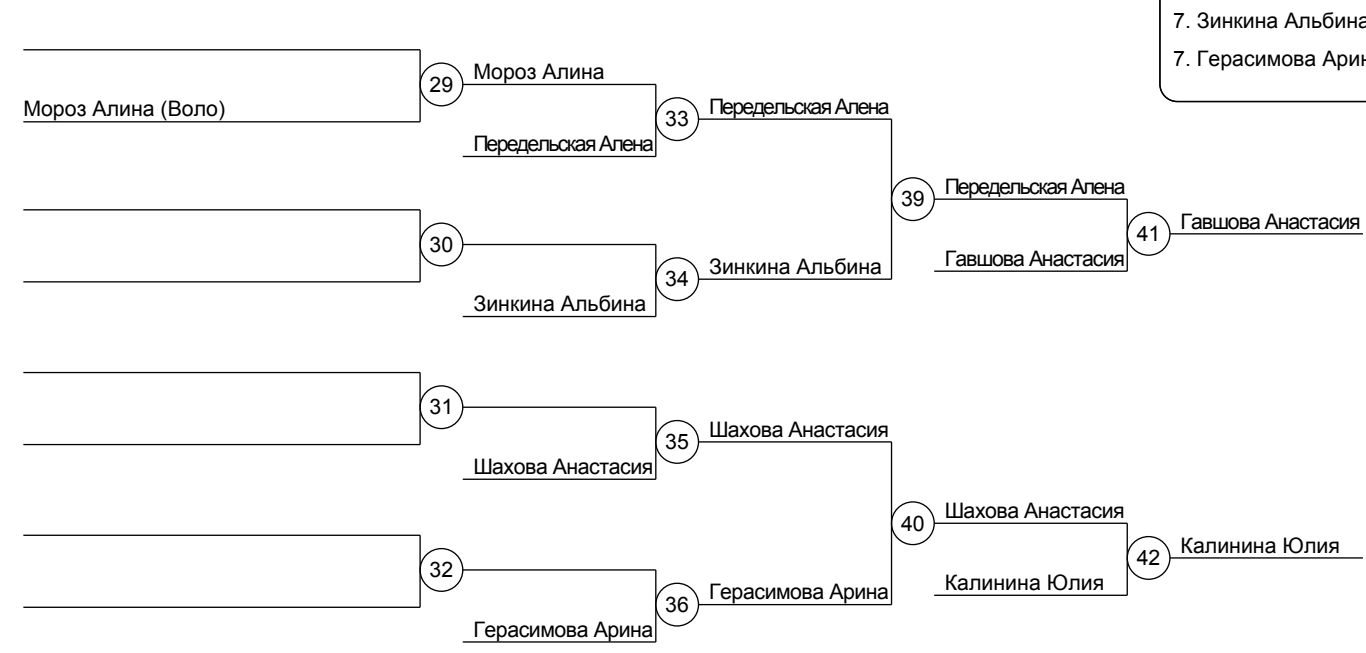 7. Зинкина Альбина
7. Герасимова Арин
29
Мороз Алина
Мороз Алина (Воло)
33
Передельская Алена
Передельская Алена
39
Передельская Алена
30
41
Гавшова Анастасия
Гавшова Анастасия
34
Зинкина Альбина
Зинкина Альбина
31
35
Шахова Анастасия
Шахова Анастасия
40
Шахова Анастасия
32
42
Калинина Юлия
Калинина Юлия
36
Герасимова Арина
Герасимова Арина